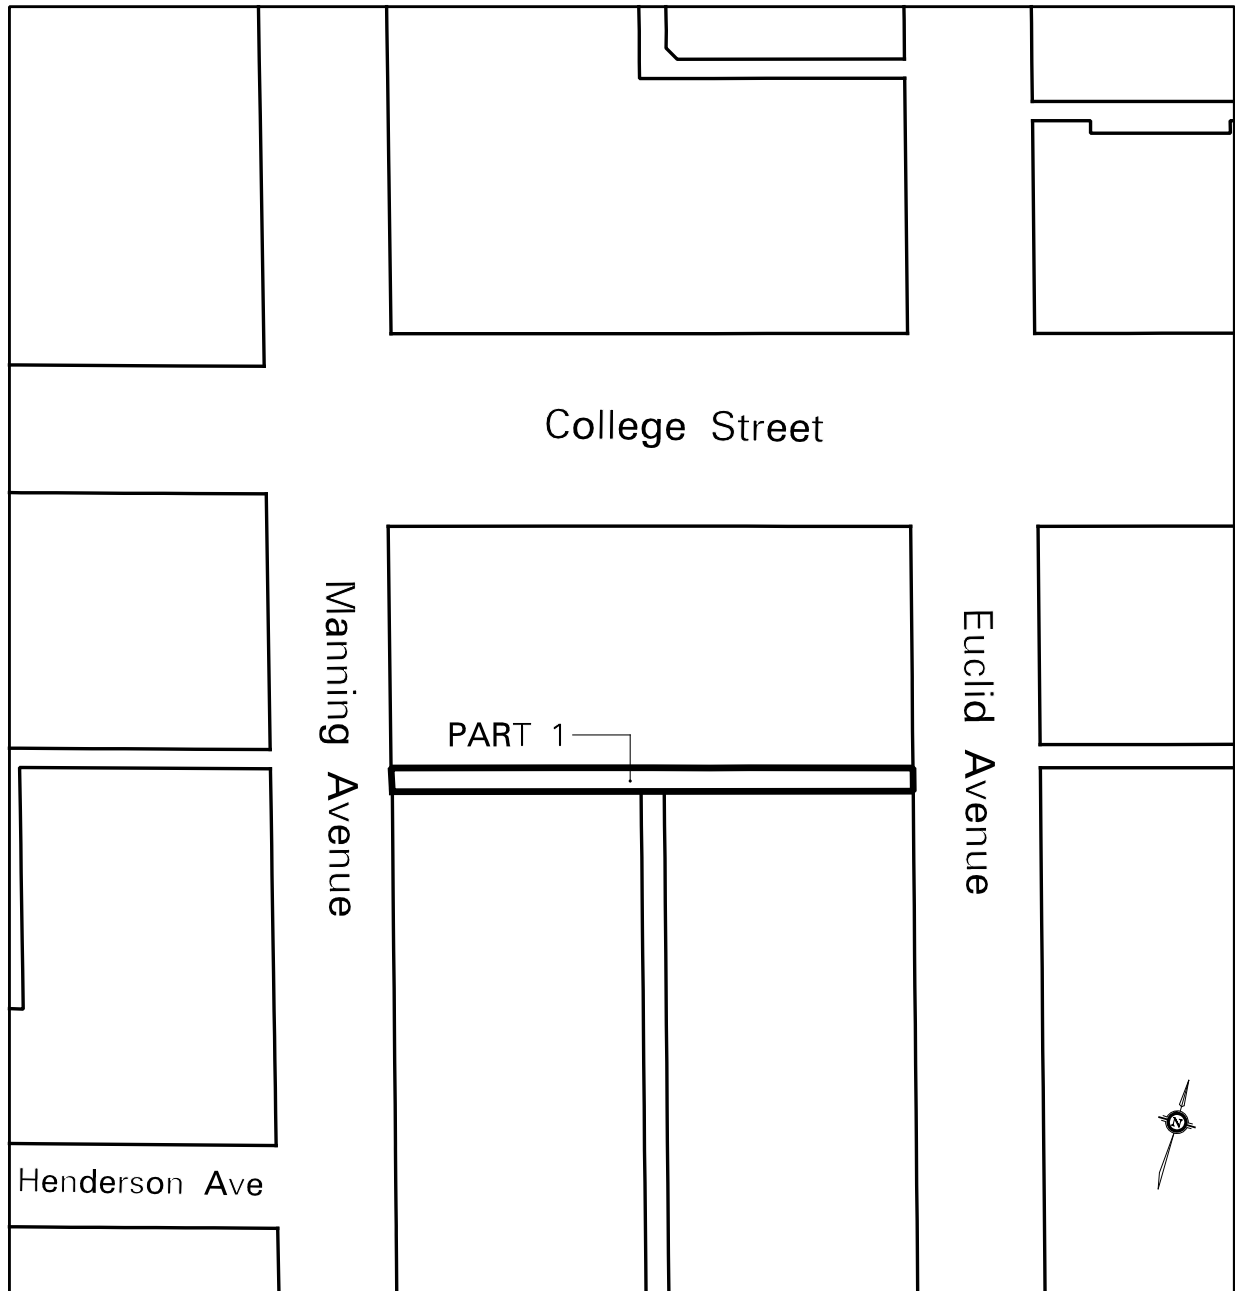 College Street
Manning Avenue
Euclid Avenue
PART 1
N
Henderson Ave